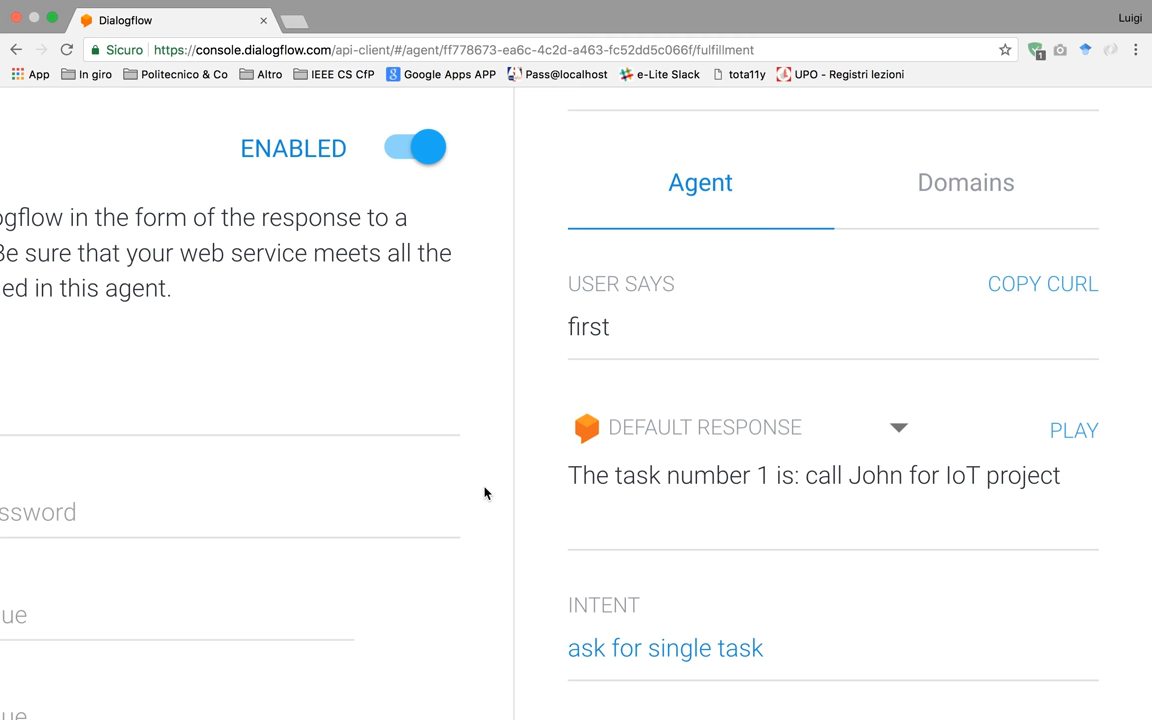 Dialogflow
Luigi
Sicuro https://console.dialogflow.com/api-client/#/agent/ff778673-ea6c-4c2d-a463-fc52dd5c066f/fulfillment
1
App In giro Politecnico & Co Altro IEEE CS CfP Google Apps APP Pass@localhost e-Lite Slack tota11y UPO - Registri lezioni
ENABLED
ogflow in the form of the response to a
Be sure that your web service meets all the
ed in this agent.
ssword
ue
ue
Agent Domains
USER SAYS COPY CURL
first
DEFAULT RESPONSE PLAY
The task number 1 is: call John for IoT project
INTENT
ask for single task